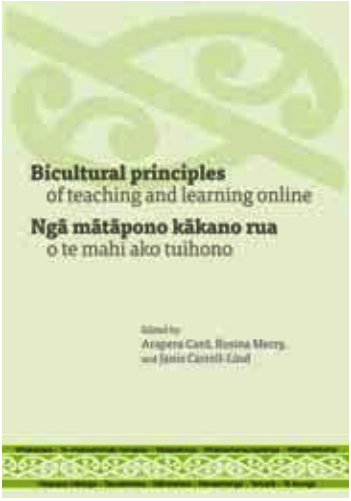 Bicultural principles
of teaching and learning online
Ngā mātāpono kākano rua
o te mahi ako tuihono
Edited by
Arapera Card, Rosina Merry,
and Janis Carroll-Lind